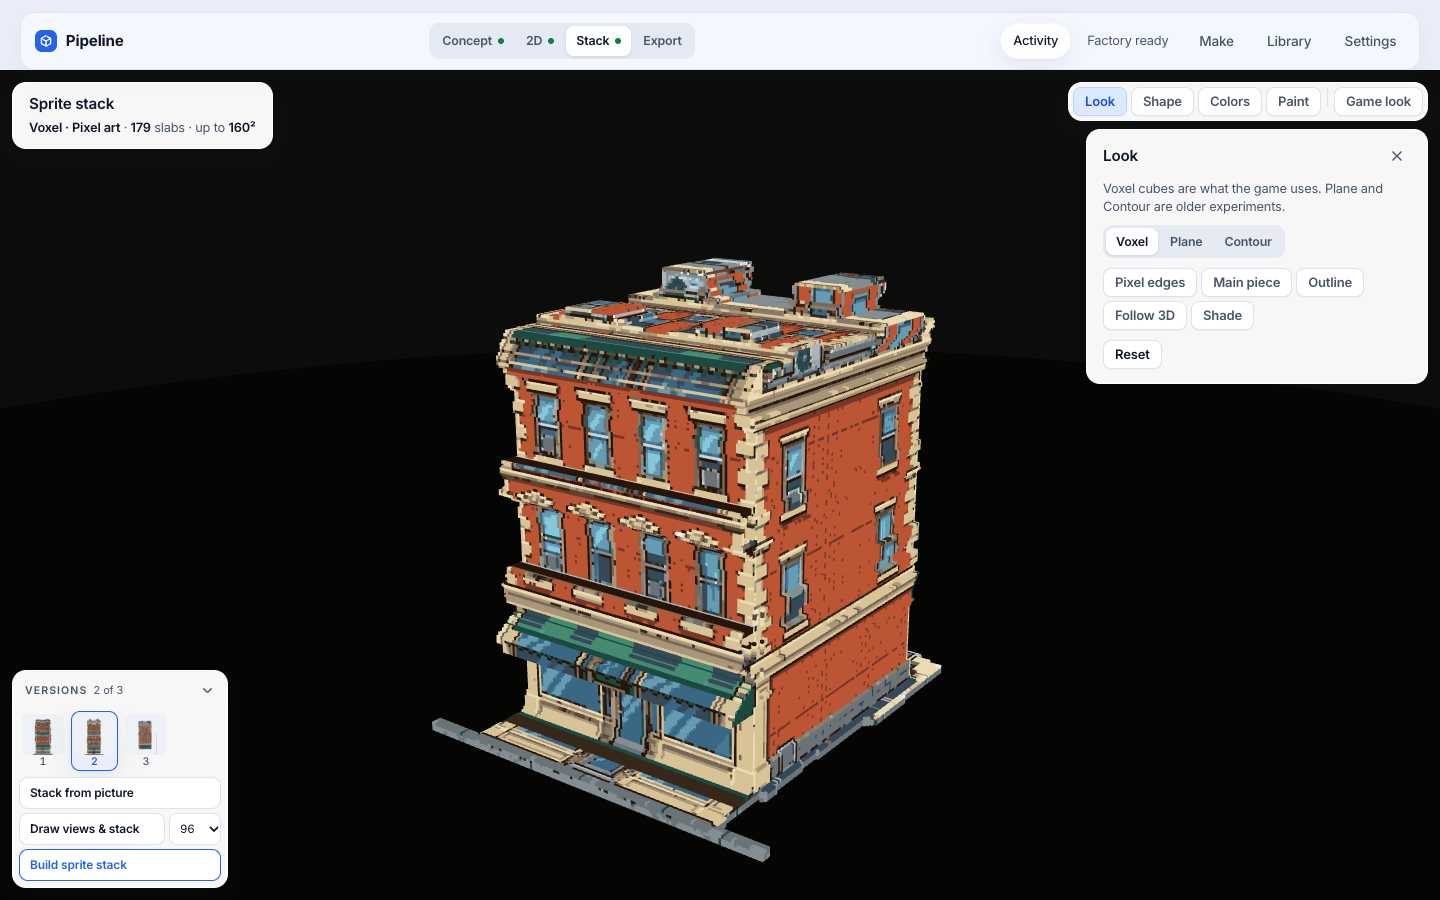 Pipeline
Concept 2D Stack Export
Activity Factory ready Make Library Settings
Sprite stack
Voxel · Pixel art · 179 slabs · up to 160²
Look Shape Colors Paint Game look
Look
Voxel cubes are what the game uses. Plane and
Contour are older experiments.
Voxel Plane Contour
Pixel edges Main piece Outline
Follow 3D Shade
Reset
VERSIONS 2 of 3
1 2 3
Stack from picture
Draw views & stack 96
Build sprite stack